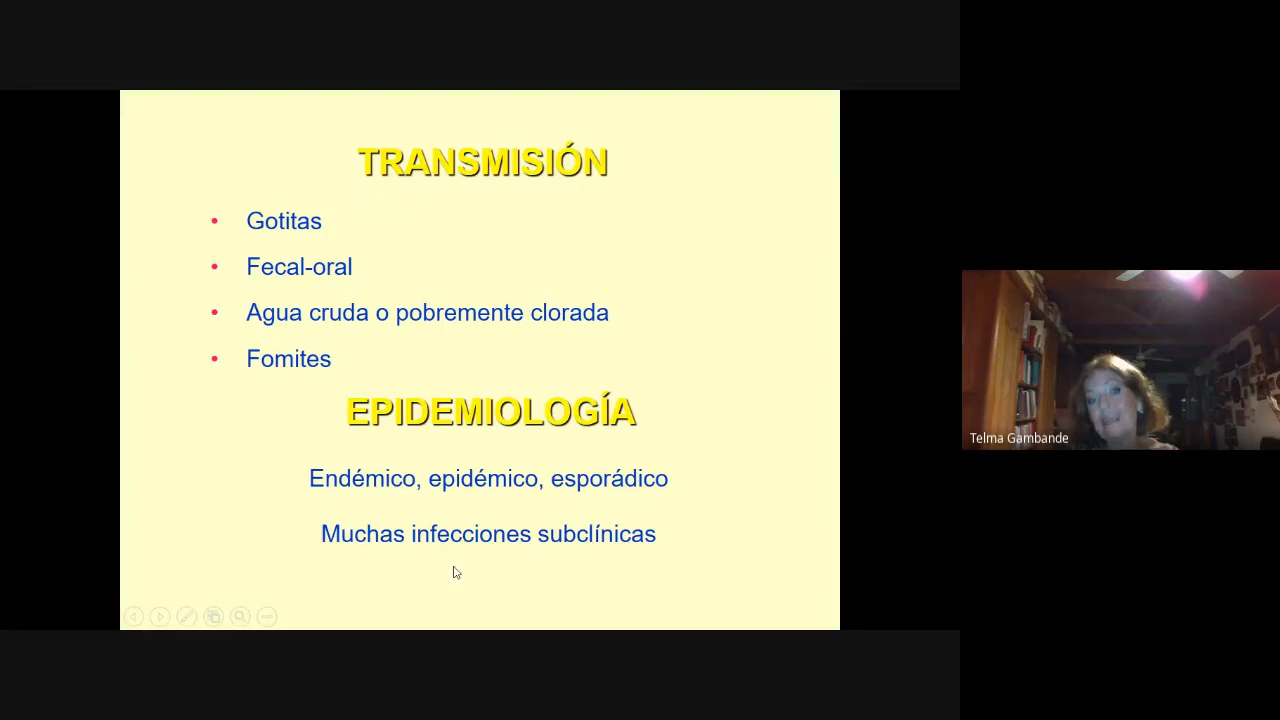 TRANSMISIÓN
• Gotitas
• Fecal-oral
• Agua cruda o pobremente clorada
• Fomites
EPIDEMIOLOGÍA
Endémico, epidémico, esporádico
Muchas infecciones subclínicas
Telma Gambande